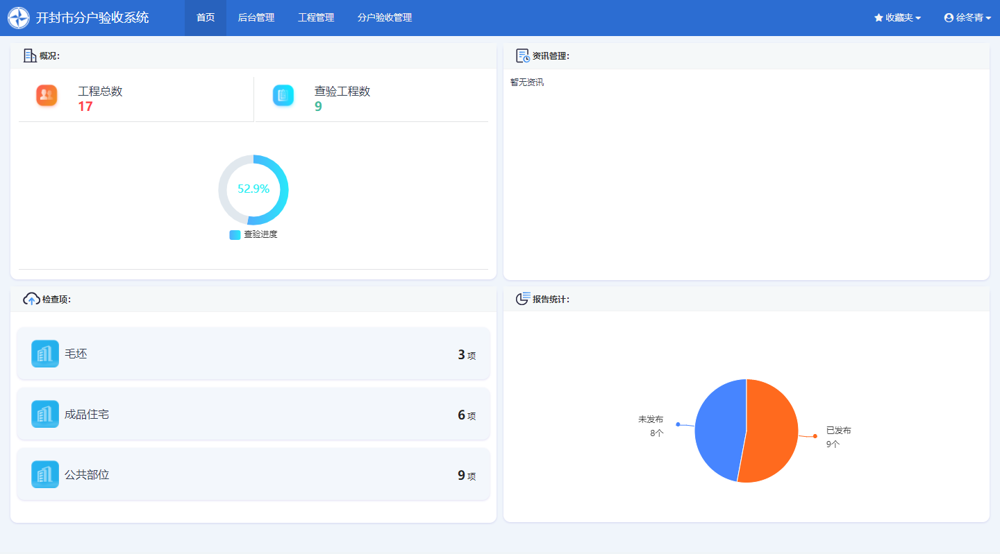 开封市分户验收系统
首页
后台管理
工程管理
分户验收管理
收藏夹
徐冬青
概况:
工程总数
17
查验工程数
9
52.9%
查验进度
资讯管理:
暂无资讯
检查项:
毛坯
3 项
成品住宅
6 项
公共部位
9 项
报告统计:
未发布
8个
已发布
9个